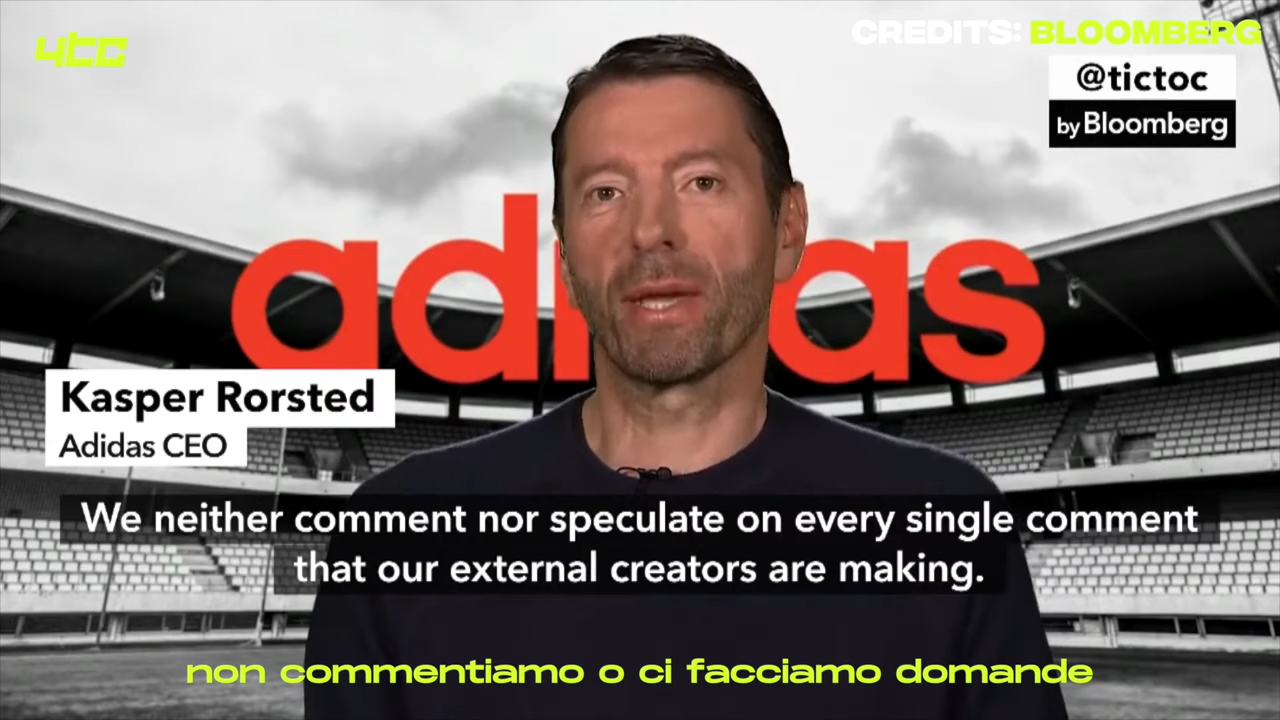 4tc
CREDITS: BLOOMBERG
@tictoc
by Bloomberg
adidas
Kasper Rorsted
Adidas CEO
We neither comment nor speculate on every single comment
that our external creators are making.
non commentiamo o ci facciamo domande